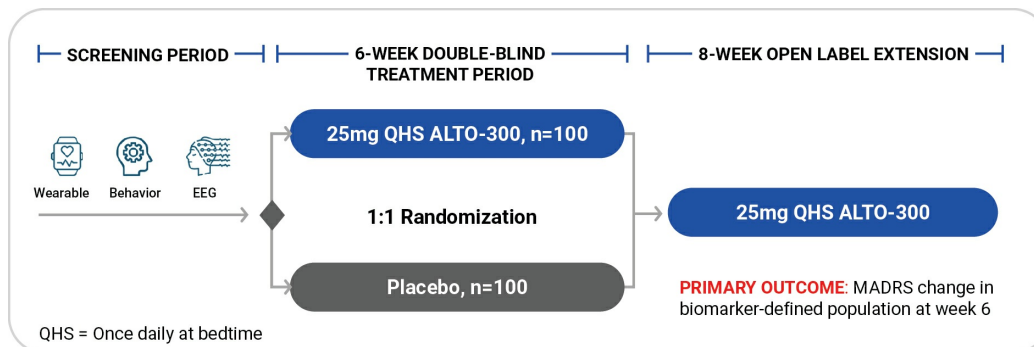 SCREENING PERIOD
6-WEEK DOUBLE-BLIND
TREATMENT PERIOD
8-WEEK OPEN LABEL EXTENSION
Wearable
Behavior
EEG
25mg QHS ALTO-300, n=100
1:1 Randomization
Placebo, n=100
25mg QHS ALTO-300
PRIMARY OUTCOME: MADRS change in
biomarker-defined population at week 6
QHS = Once daily at bedtime